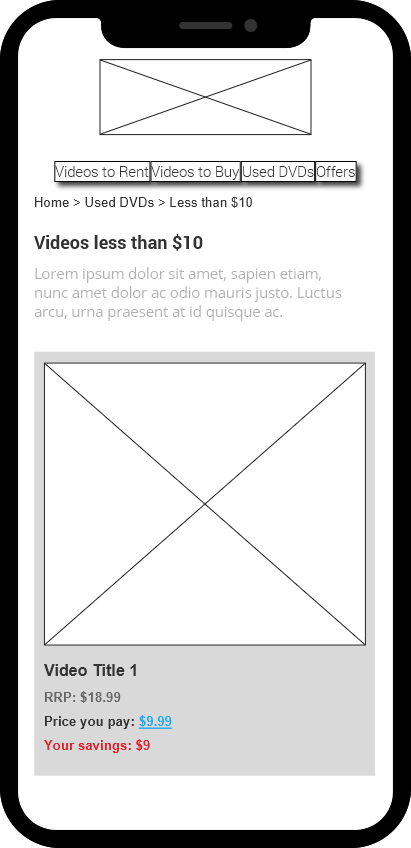 Videos to Rent Videos to Buy Used DVDs Offers
Home > Used DVDs > Less than $10
Videos less than $10
Lorem ipsum dolor sit amet, sapien etiam,
nunc amet dolor ac odio mauris justo. Luctus
arcu, urna praesent at id quisque ac.
Video Title 1
RRP: $18.99
Price you pay: $9.99
Your savings: $9